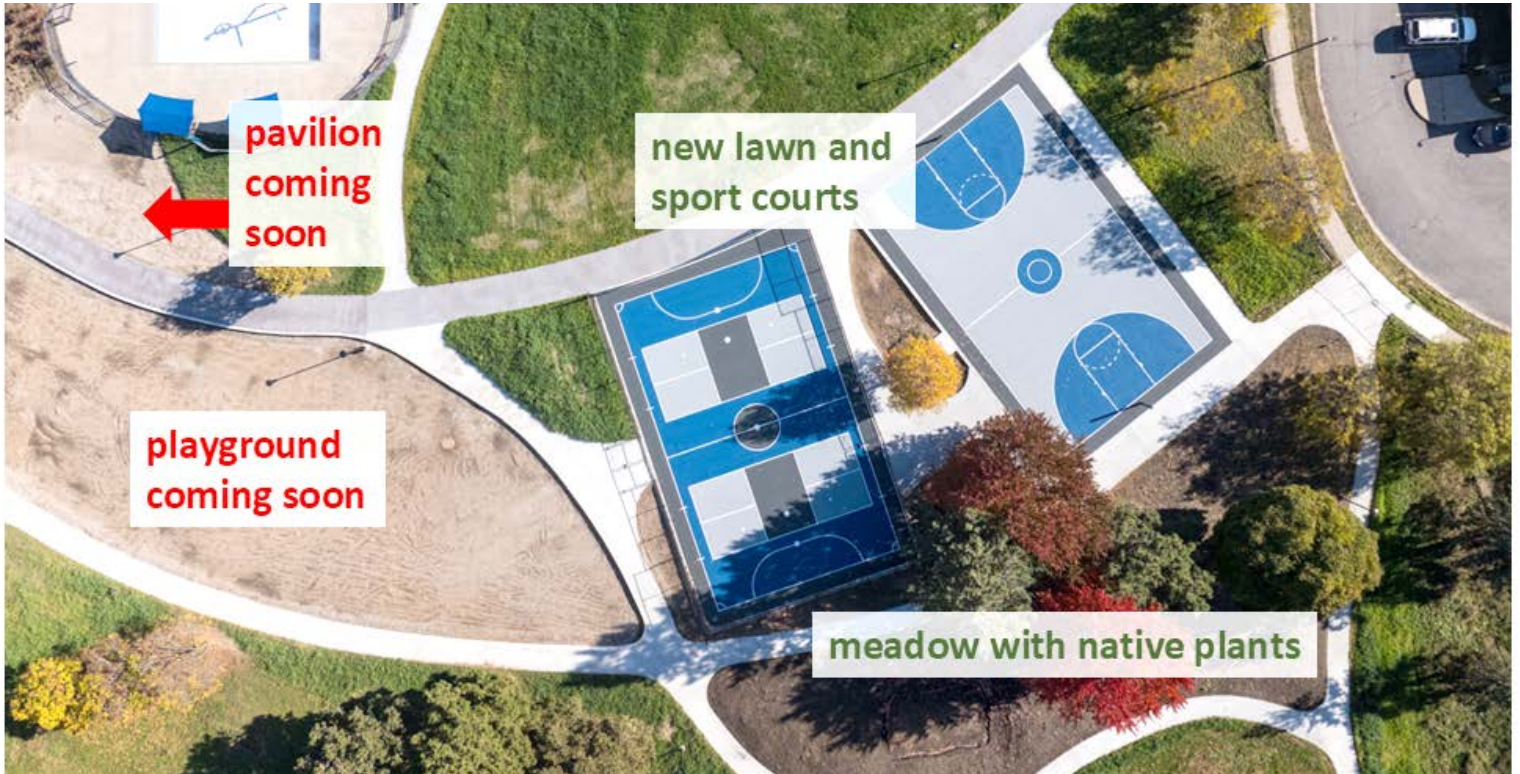 pavilion
coming
soon
new lawn and
sport courts
playground
coming soon
meadow with native plants